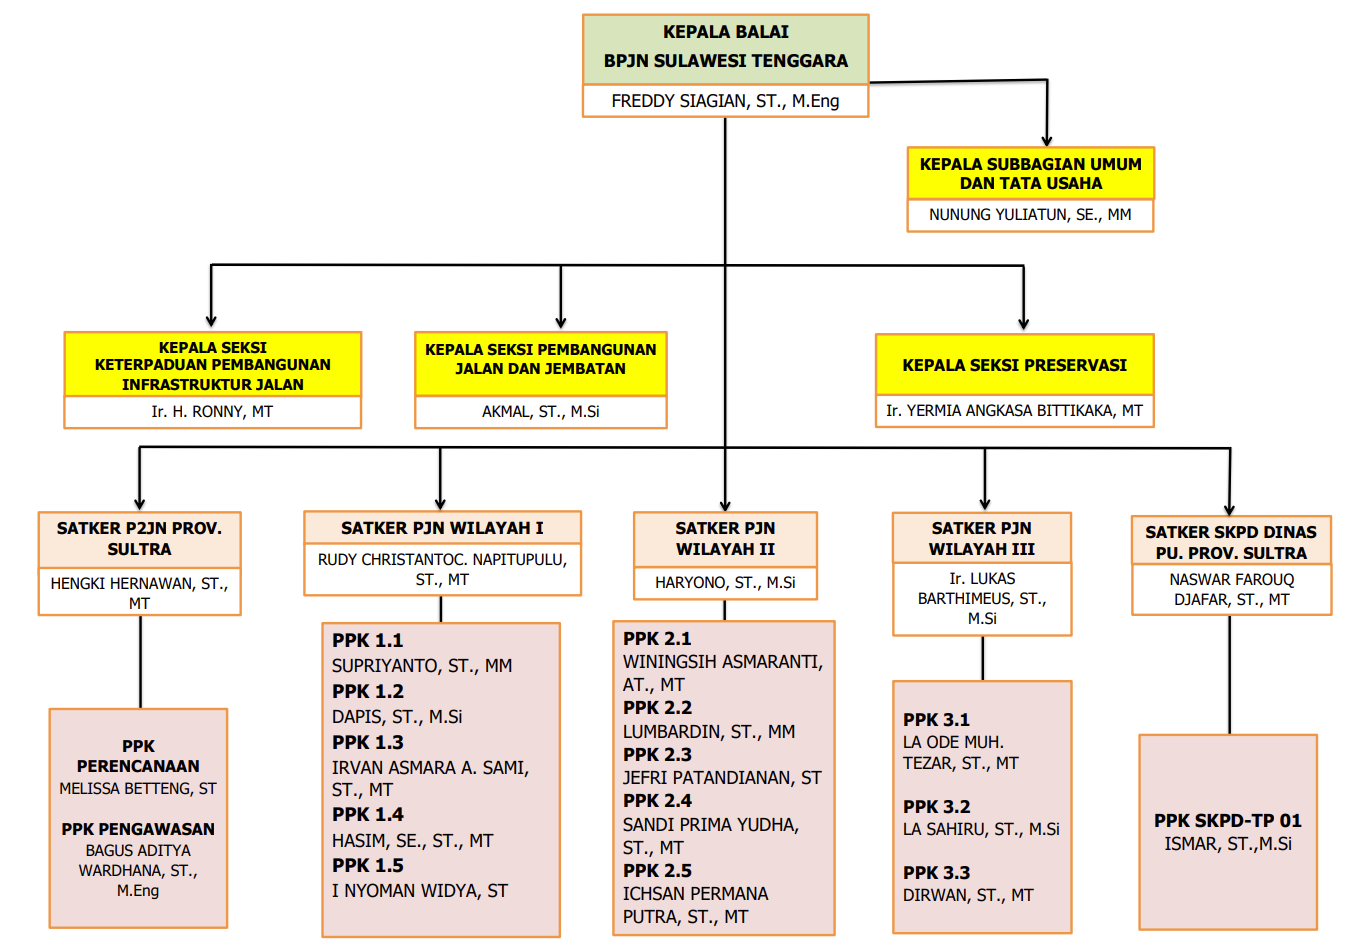 KEPALA BALAI
BPJN SULAWESI TENGGARA
FREDDY SIAGIAN, ST., M.Eng
KEPALA SUBBAGIAN UMUM
DAN TATA USAHA
NUNUNG YULIATUN, SE., MM
KEPALA SEKSI
KETERPADUAN PEMBANGUNAN
INFRASTRUKTUR JALAN
Ir. H. RONNY, MT
KEPALA SEKSI PEMBANGUNAN
JALAN DAN JEMBATAN
AKMAL, ST., M.Si
KEPALA SEKSI PRESERVASI
Ir. YERMIA ANGKASA BITTIKAKA, MT
SATKER P2JN PROV.
SULTRA
HENGKI HERNAWAN, ST.,
MT
PPK
PERENCANAAN
MELISSA BETTENG, ST
PPK PENGAWASAN
BAGUS ADITYA
WARDHANA, ST.,
M.Eng
SATKER PJN WILAYAH I
RUDY CHRISTANTOC. NAPITUPULU,
ST., MT
PPK 1.1
SUPRIYANTO, ST., MM
PPK 1.2
DAPIS, ST., M.Si
PPK 1.3
IRVAN ASMARA A. SAMI,
ST., MT
PPK 1.4
HASIM, SE., ST., MT
PPK 1.5
I NYOMAN WIDYA, ST
SATKER PJN
WILAYAH II
HARYONO, ST., M.Si
PPK 2.1
WININGSIH ASMARANTI,
AT., MT
PPK 2.2
LUMBARDIN, ST., MM
PPK 2.3
JEFRI PATANDIANAN, ST
PPK 2.4
SANDI PRIMA YUDHA,
ST., MT
PPK 2.5
ICHSAN PERMANA
PUTRA, ST., MT
SATKER PJN
WILAYAH III
Ir. LUKAS
BARTHIMEUS, ST.,
M.Si
PPK 3.1
LA ODE MUH.
TEZAR, ST., MT
PPK 3.2
LA SAHIRU, ST., M.Si
PPK 3.3
DIRWAN, ST., MT
SATKER SKPD DINAS
PU. PROV. SULTRA
NASWAR FAROUQ
DJAFAR, ST., MT
PPK SKPD-TP 01
ISMAR, ST.,M.Si